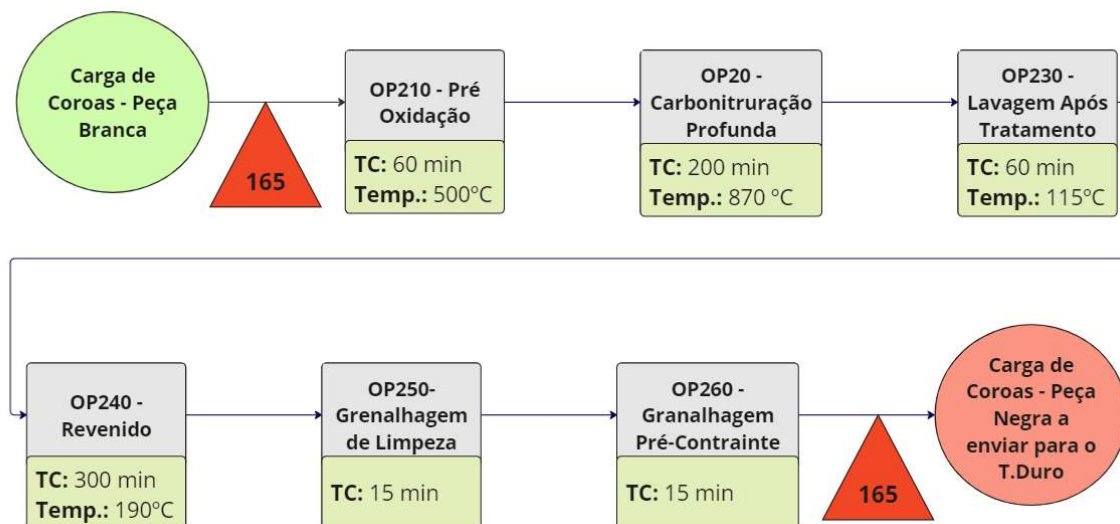 Carga de
Coroas - Peça
Branca
165
OP210 - Pré
Oxidação
TC: 60 min
Temp.: 500ºC
OP20 -
Carbonitruração
Profunda
TC: 200 min
Temp.: 870 ºC
OP230 -
Lavagem Após
Tratamento
TC: 60 min
Temp.: 115ºC
OP240 -
Revenido
TC: 300 min
Temp.: 190ºC
OP250-
Grenalhagem
de Limpeza
TC: 15 min
OP260 -
Granalhagem
Pré-Contrainte
TC: 15 min
165
Carga de
Coroas - Peça
Negra a
enviar para o
T.Duro